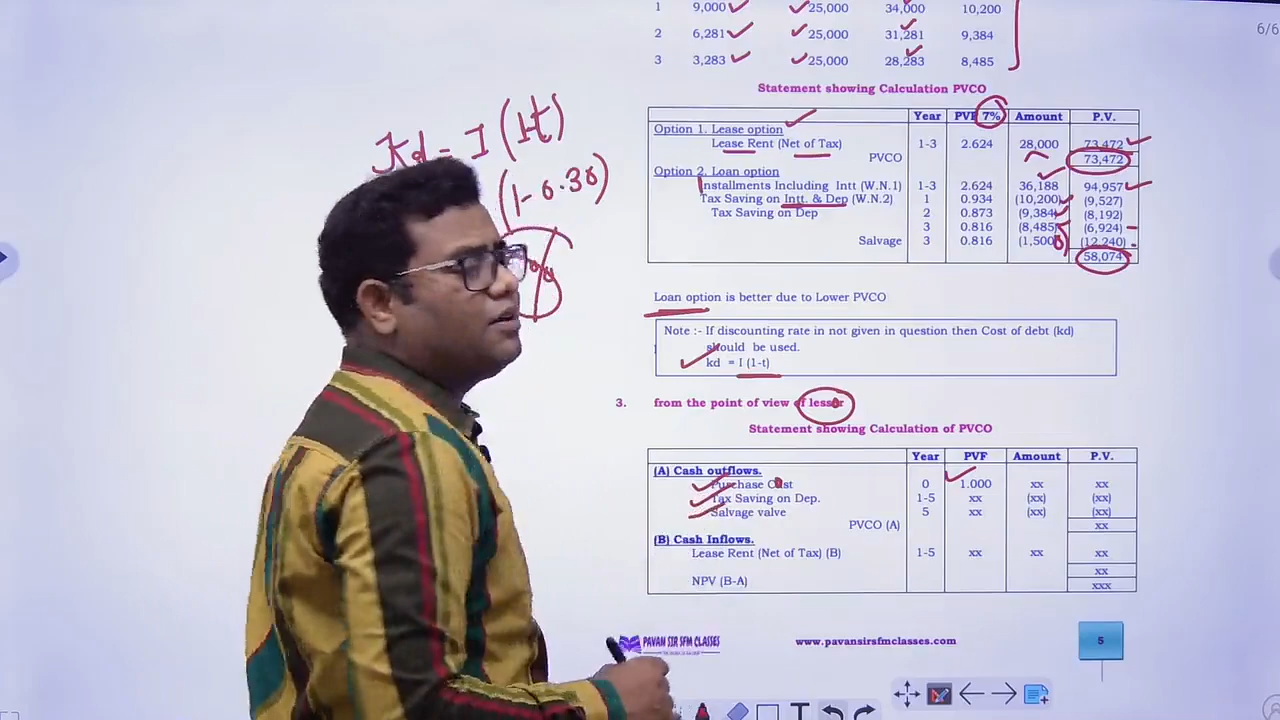 6/6
1 9,000 25,000 34,000 10,200
2 6,281 25,000 31,281 9,384
3 3,283 25,000 28,283 8,485
Statement showing Calculation PVCO
Year PVF 7% Amount P.V.
Option 1. Lease option
Lease Rent (Net of Tax) 1-3 2.624 28,000 73,472
PVCO 73,472
Option 2. Loan option
Installments Including Intt (W.N.1) 1-3 2.624 36,188 94,957
Tax Saving on Intt. & Dep (W.N.2) 1 0.934 (10,200) (9,527)
Tax Saving on Dep 2 0.873 (9,384) (8,192)
3 0.816 (8,485) (6,924)
Salvage 3 0.816 (1,500 (12,240)
58,074
Loan option is better due to Lower PVCO
Note :- If discounting rate in not given in question then Cost of debt (kd)
should be used.
kd = I (1-t)
3. from the point of view of lessor
Statement showing Calculation of PVCO
Year PVF Amount P.V.
(A) Cash outflows.
Purchase Cost 0 1.000 xx xx
Tax Saving on Dep. 1-5 xx (xx) (xx)
Salvage valve 5 xx (xx) (xx)
PVCO (A) xx
(B) Cash Inflows.
Lease Rent (Net of Tax) (B) 1-5 xx xx xx
xx
NPV (B-A) xxx
Kd = I (1-t)
(1-0.30)
PAVAN SIR SFM CLASSES
www.pavansirsfmclasses.com
5
T